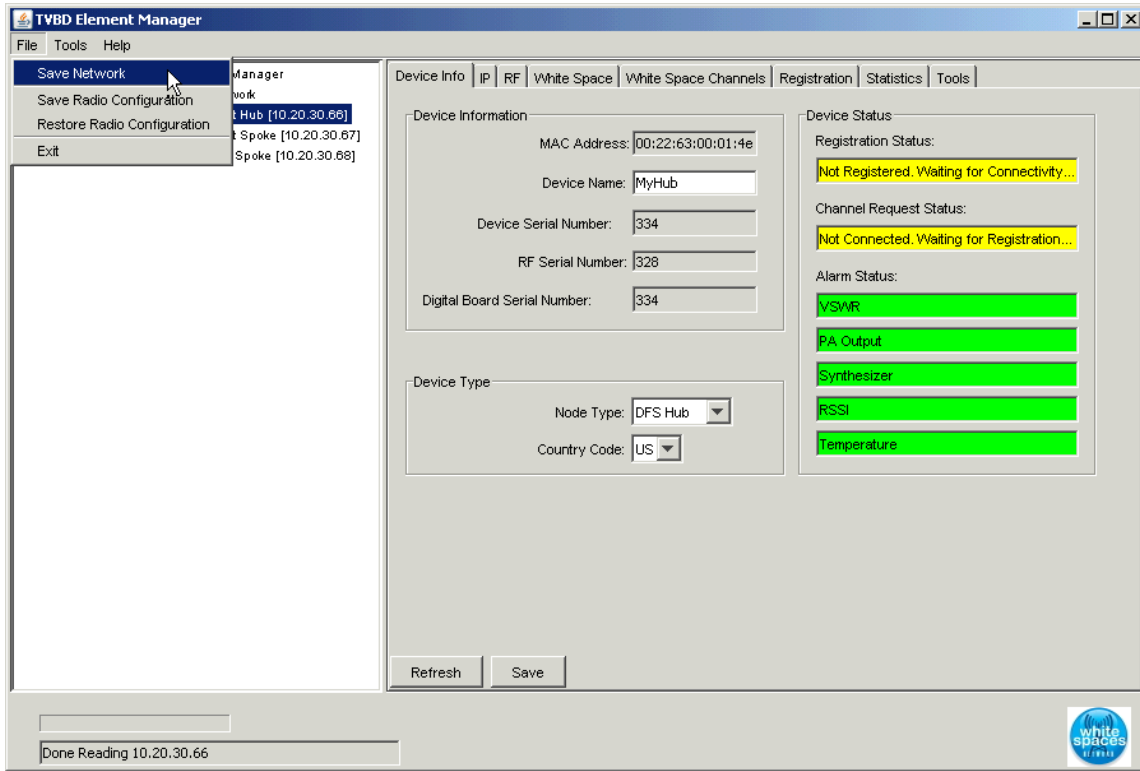 TVBD Element Manager
File Tools Help
Save Network
Save Radio Configuration
Restore Radio Configuration
Exit
Manager
work
t Hub [10.20.30.66]
t Spoke [10.20.30.67]
Spoke [10.20.30.68]
Device Info IP RF White Space White Space Channels Registration Statistics Tools
Device Information
MAC Address: 00:22:63:00:01:4e
Device Name: MyHub
Device Serial Number: 334
RF Serial Number: 328
Digital Board Serial Number: 334
Device Type
Node Type: DFS Hub
Country Code: US
Device Status
Registration Status:
Not Registered. Waiting for Connectivity...
Channel Request Status:
Not Connected. Waiting for Registration...
Alarm Status:
VSWR
PA Output
Synthesizer
RSSI
Temperature
Refresh Save
Done Reading 10.20.30.66
white
spaces
NETWORK